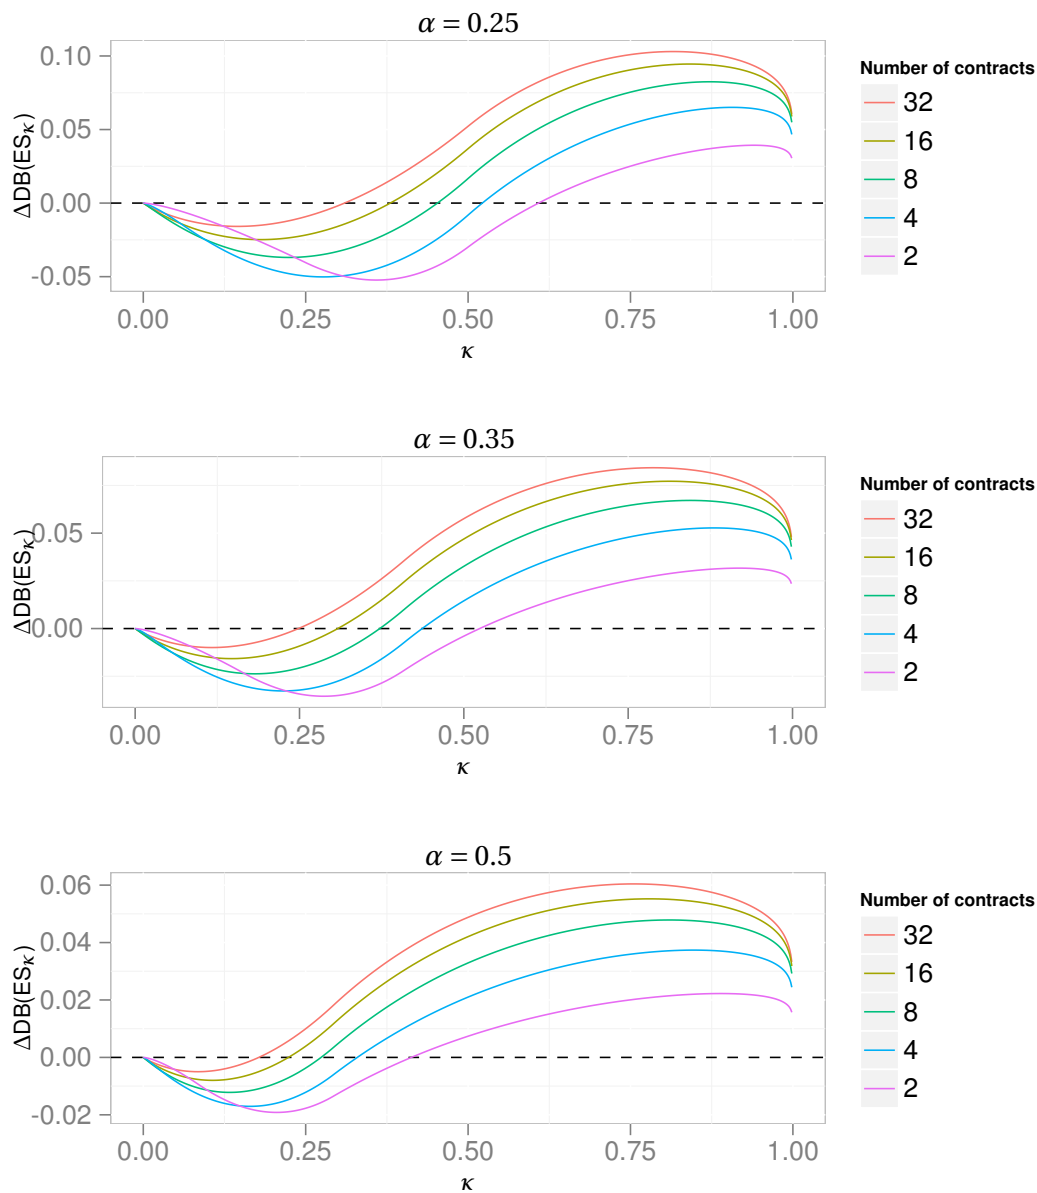 α = 0.25
ΔDB(ESκ)
0.10
0.05
0.00
-0.05
0.00 0.25 0.50 0.75 1.00
κ
Number of contracts
32
16
8
4
2
α = 0.35
ΔDB(ESκ)
0.05
0.00
0.00 0.25 0.50 0.75 1.00
κ
Number of contracts
32
16
8
4
2
α = 0.5
ΔDB(ESκ)
0.06
0.04
0.02
0.00
-0.02
0.00 0.25 0.50 0.75 1.00
κ
Number of contracts
32
16
8
4
2